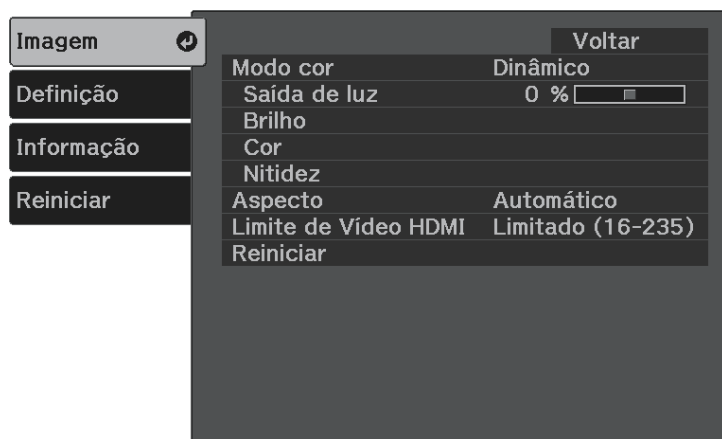 Imagem
Definição
Informação
Reiniciar
Voltar
Modo cor Dinâmico
Saída de luz 0 %
Brilho
Cor
Nitidez
Aspecto Automático
Limite de Vídeo HDMI Limitado (16-235)
Reiniciar